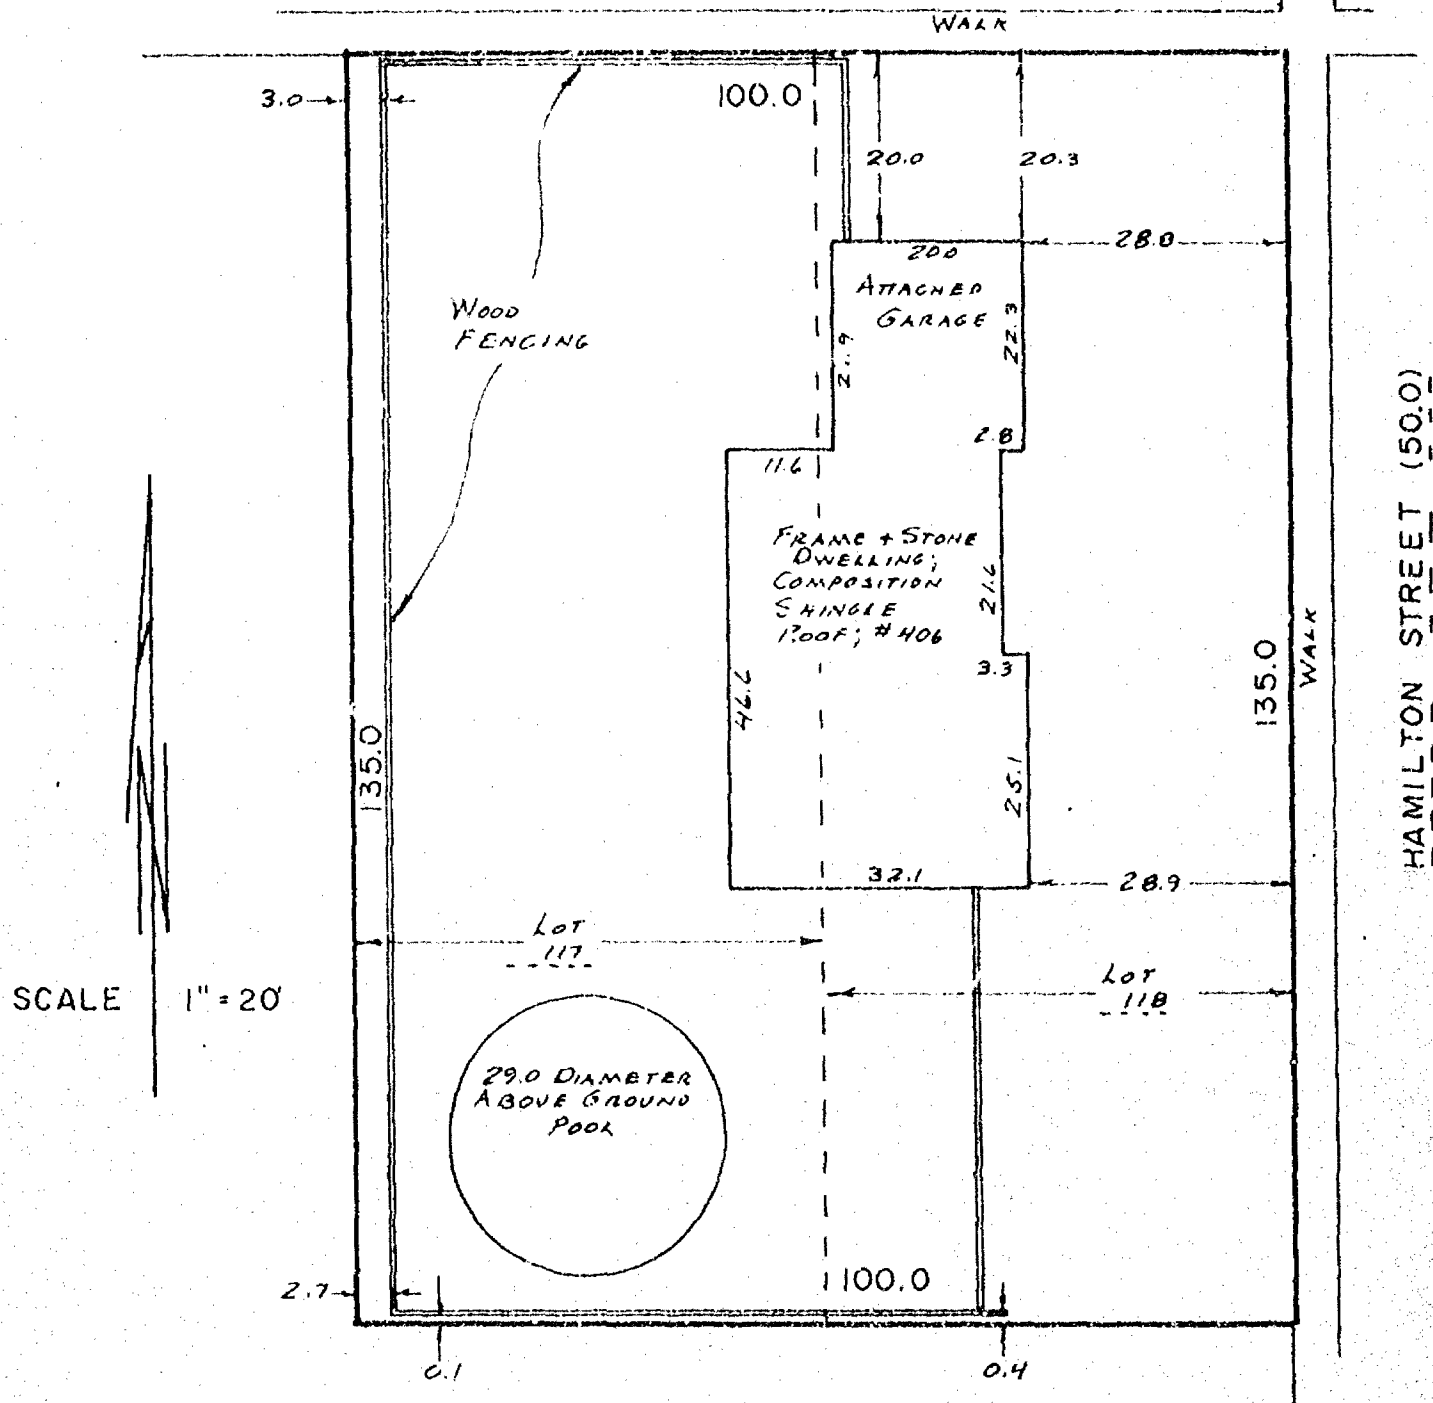 WALK
3.0
100.0
20.0
20.3
20.0
28.0
ATTACHED
GARAGE
WOOD
FENCING
21.9
22.3
2.8
11.6
FRAME + STONE
DWELLING;
COMPOSITION
SHINGLE
ROOF; #406
21.6
3.3
46.6
25.1
135.0
135.0
WALK
HAMILTON STREET (50.0)
32.1
28.9
LOT
117
LOT
118
SCALE 1" = 20'
29.0 DIAMETER
ABOVE GROUND
POOL
2.7
100.0
0.1
0.4